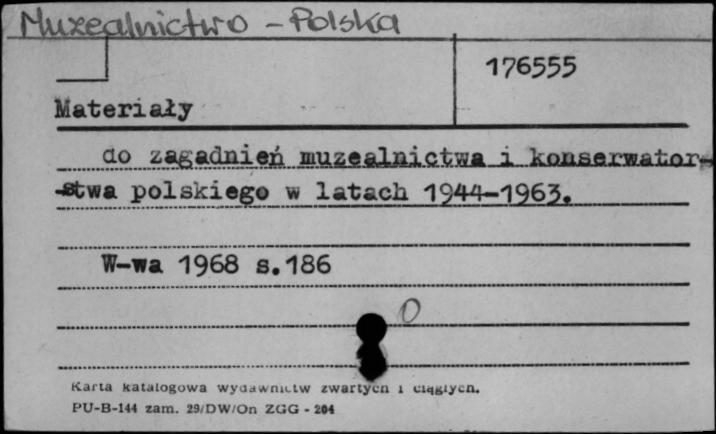 Muzealnictwo - Polska
176555
Materiały
do zagadnień muzealnictwa i konserwator-
-stwa polskiego w latach 1944-1963.
W-wa 1968 s.186
0
Karta katalogowa wydawnictw zwartych i ciągłych.
PU-B-144 zam. 29/DW/On ZGG - 204